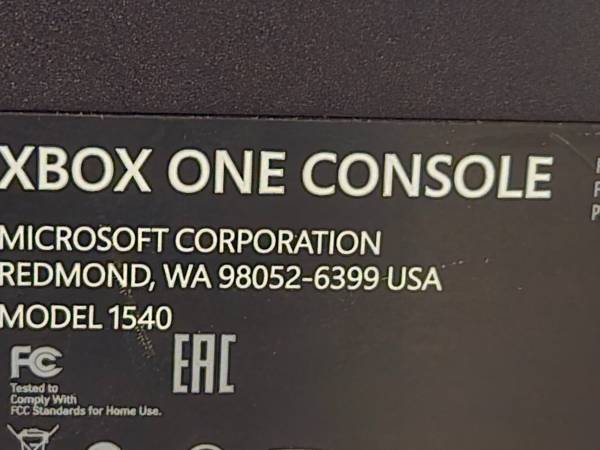 XBOX ONE CONSOLE
MICROSOFT CORPORATION
REDMOND, WA 98052-6399 USA
MODEL 1540
FC
EAC
Tested to
Comply With
FCC Standards for Home Use.